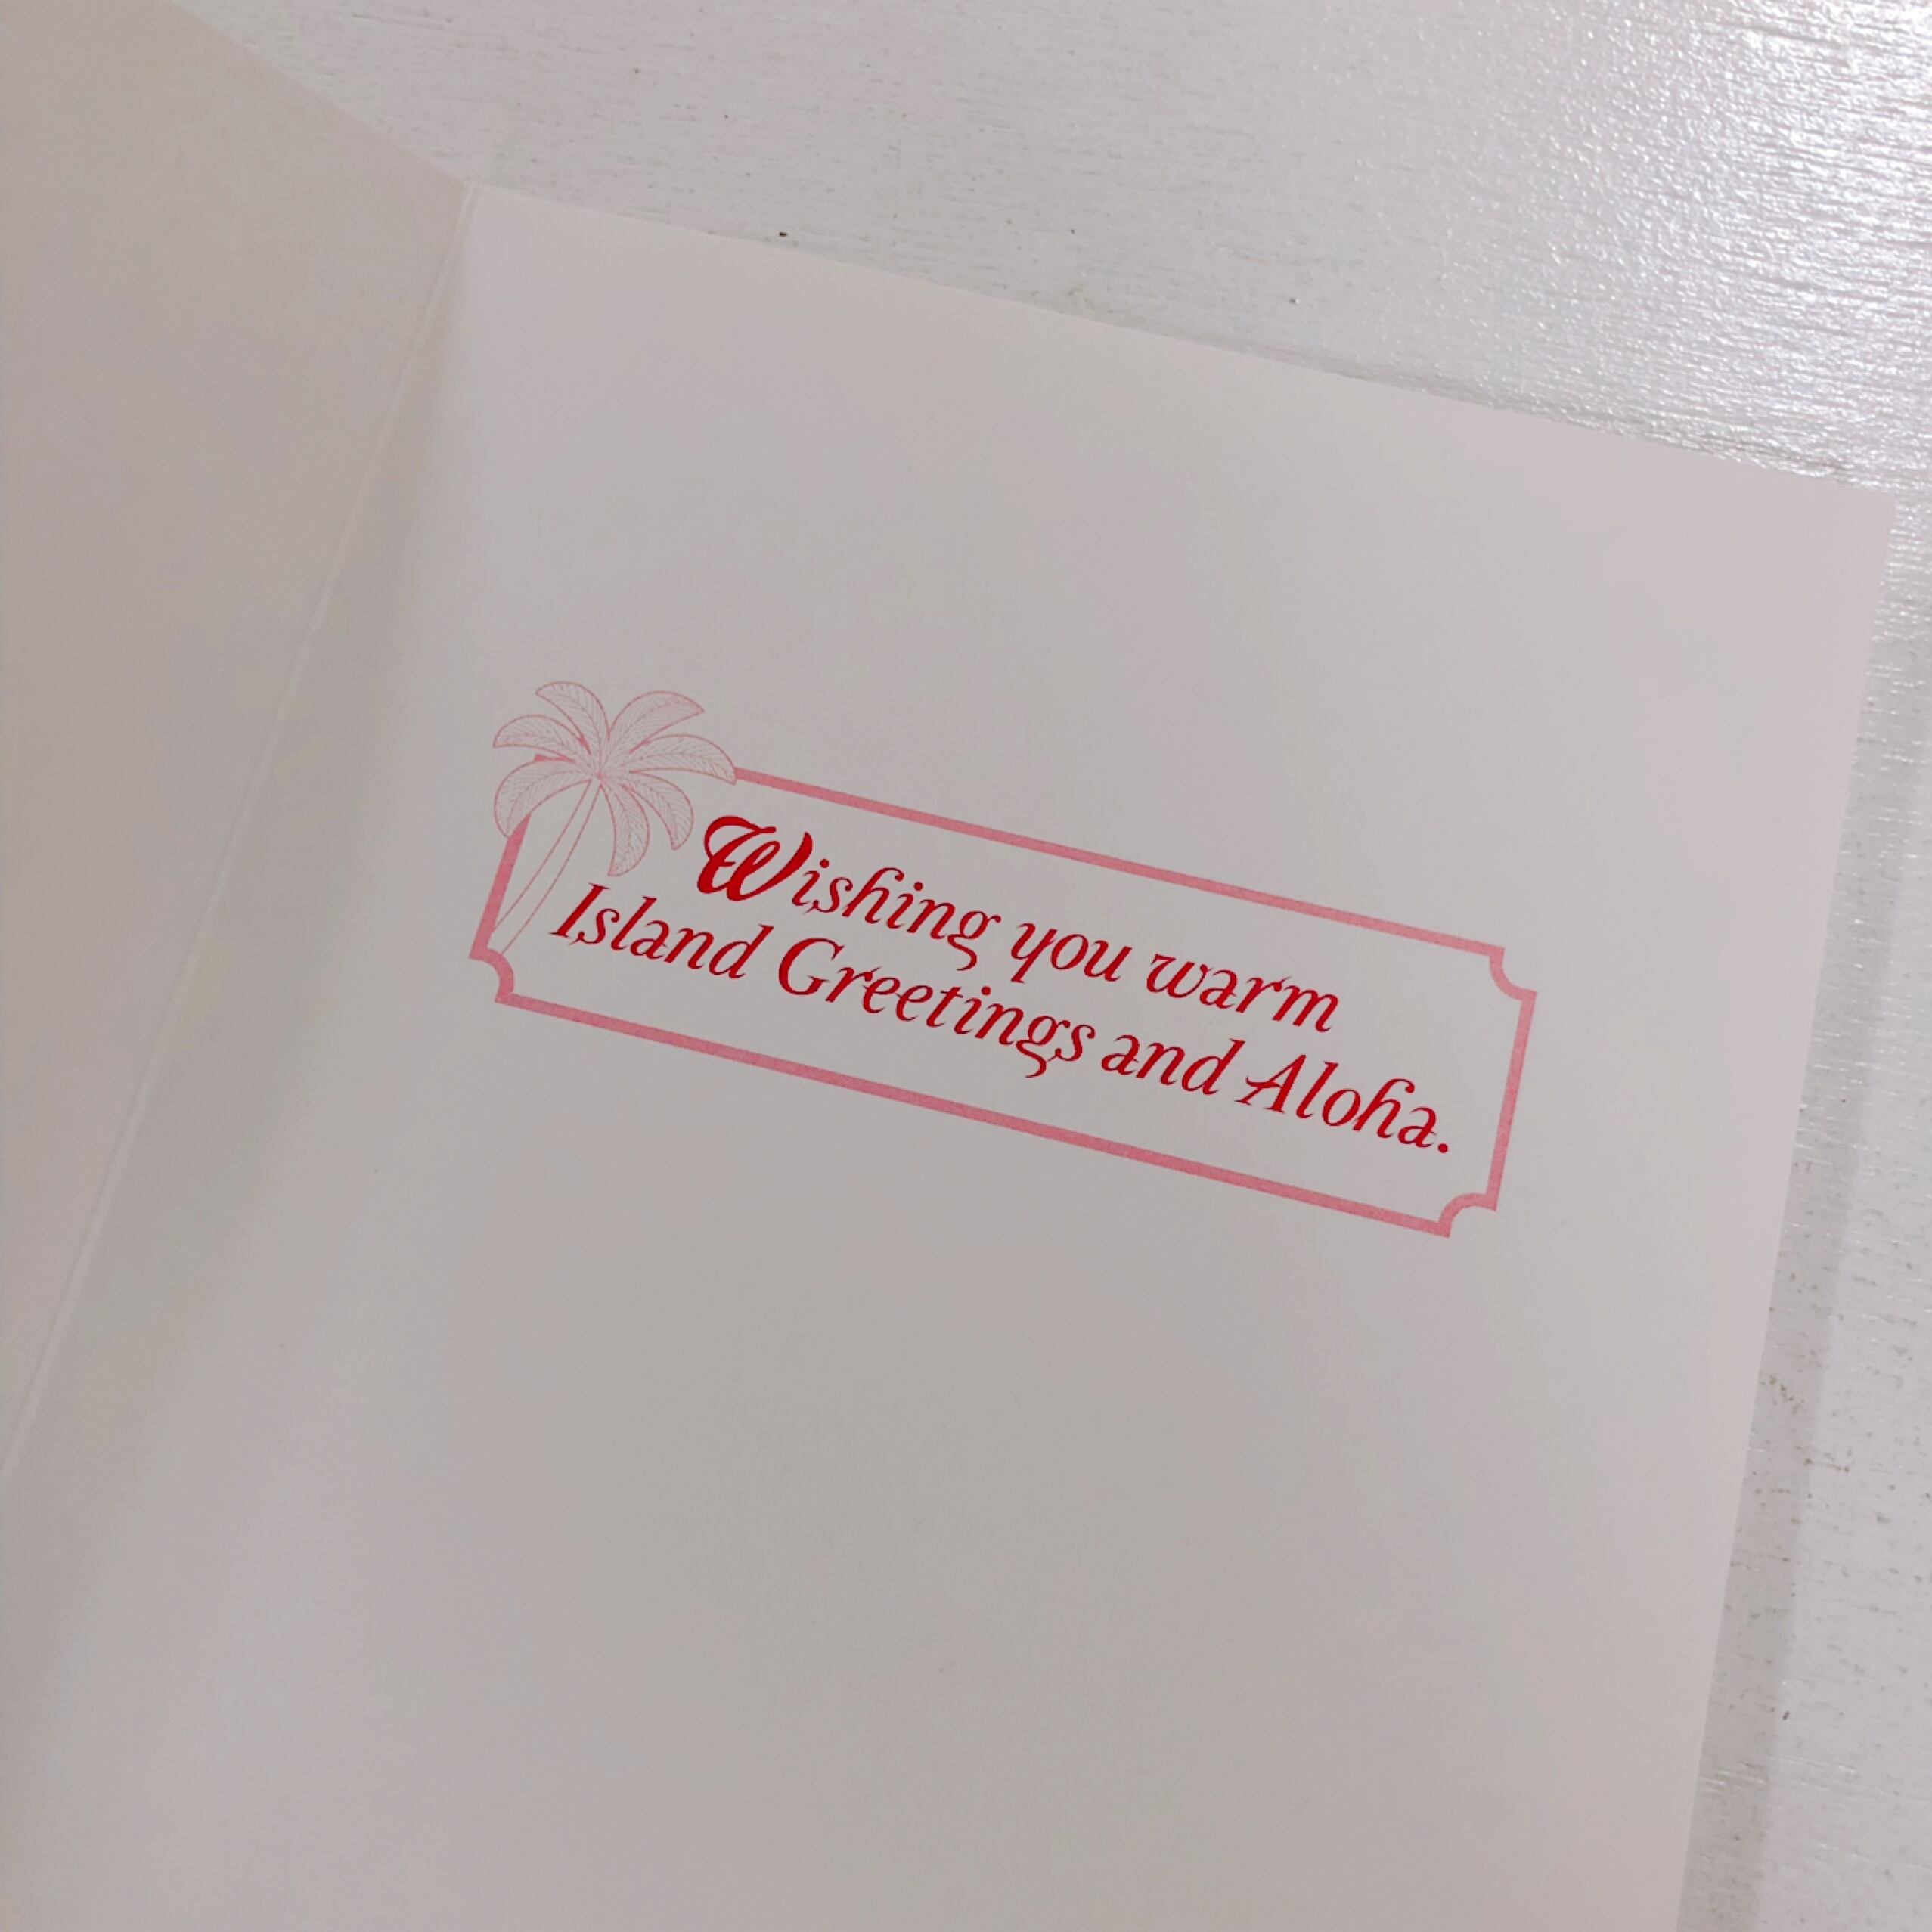 Wishing you warm
Island Greetings and Aloha.